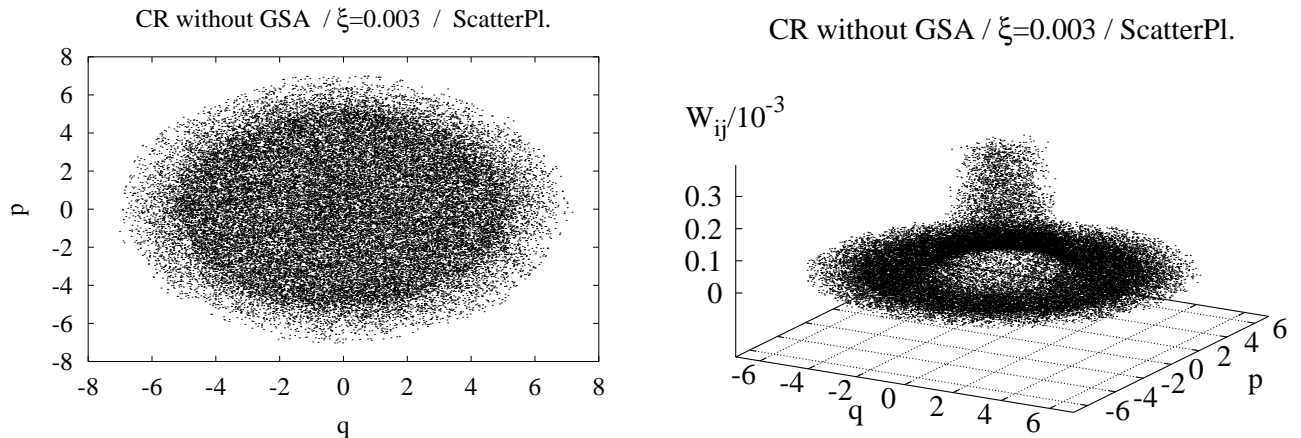 CR without GSA / ξ=0.003 / ScatterPl.
8
6
4
2
0
-2
-4
-6
-8
p
-8 -6 -4 -2 0 2 4 6 8
q
CR without GSA / ξ=0.003 / ScatterPl.
W_ij/10^-3
0.3
0.2
0.1
0
-6 -4 -2 0 2 4 6
q
-6 -4 -2 0 2 4 6
p